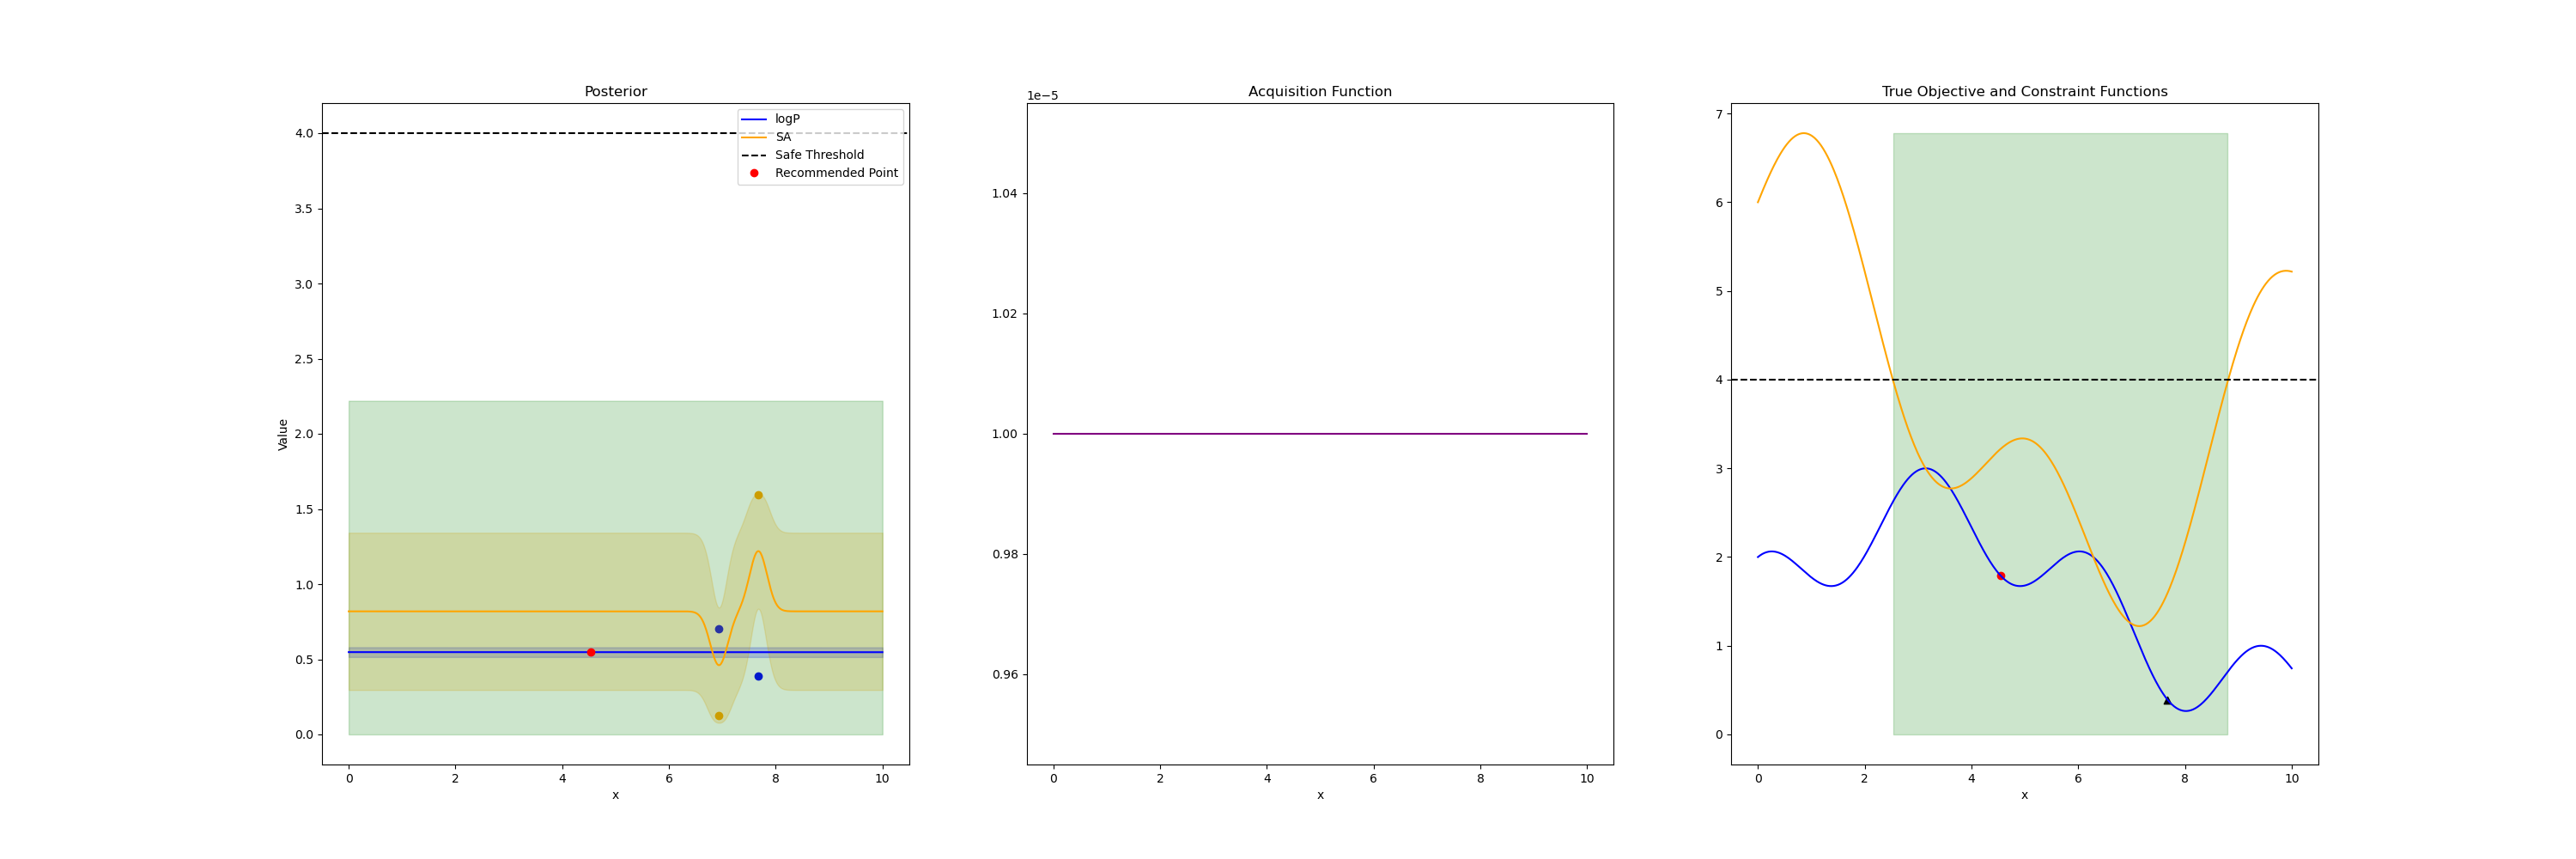 Posterior
4.0
3.5
3.0
2.5
2.0
1.5
1.0
0.5
0.0
Value
0 2 4 6 8 10
x
logP
SA
Safe Threshold
Recommended Point
Acquisition Function
1e−5
1.04
1.02
1.00
0.98
0.96
0 2 4 6 8 10
x
True Objective and Constraint Functions
7
6
5
4
3
2
1
0
0 2 4 6 8 10
x